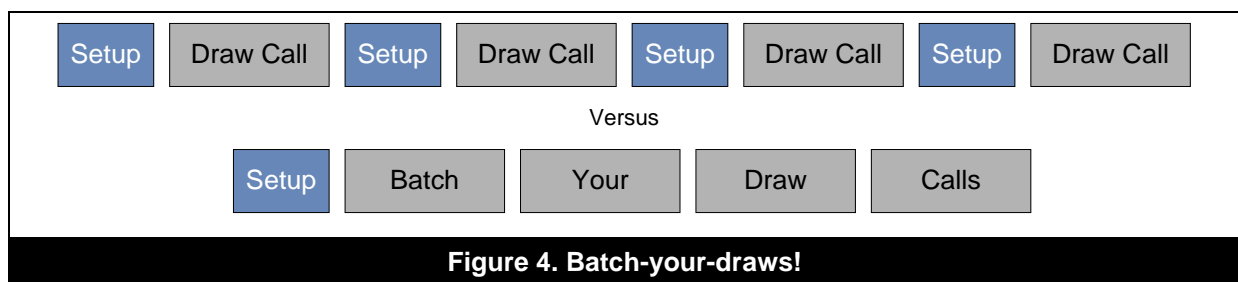 Setup Draw Call Setup Draw Call Setup Draw Call Setup Draw Call
Versus
Setup Batch Your Draw Calls
Figure 4. Batch-your-draws!